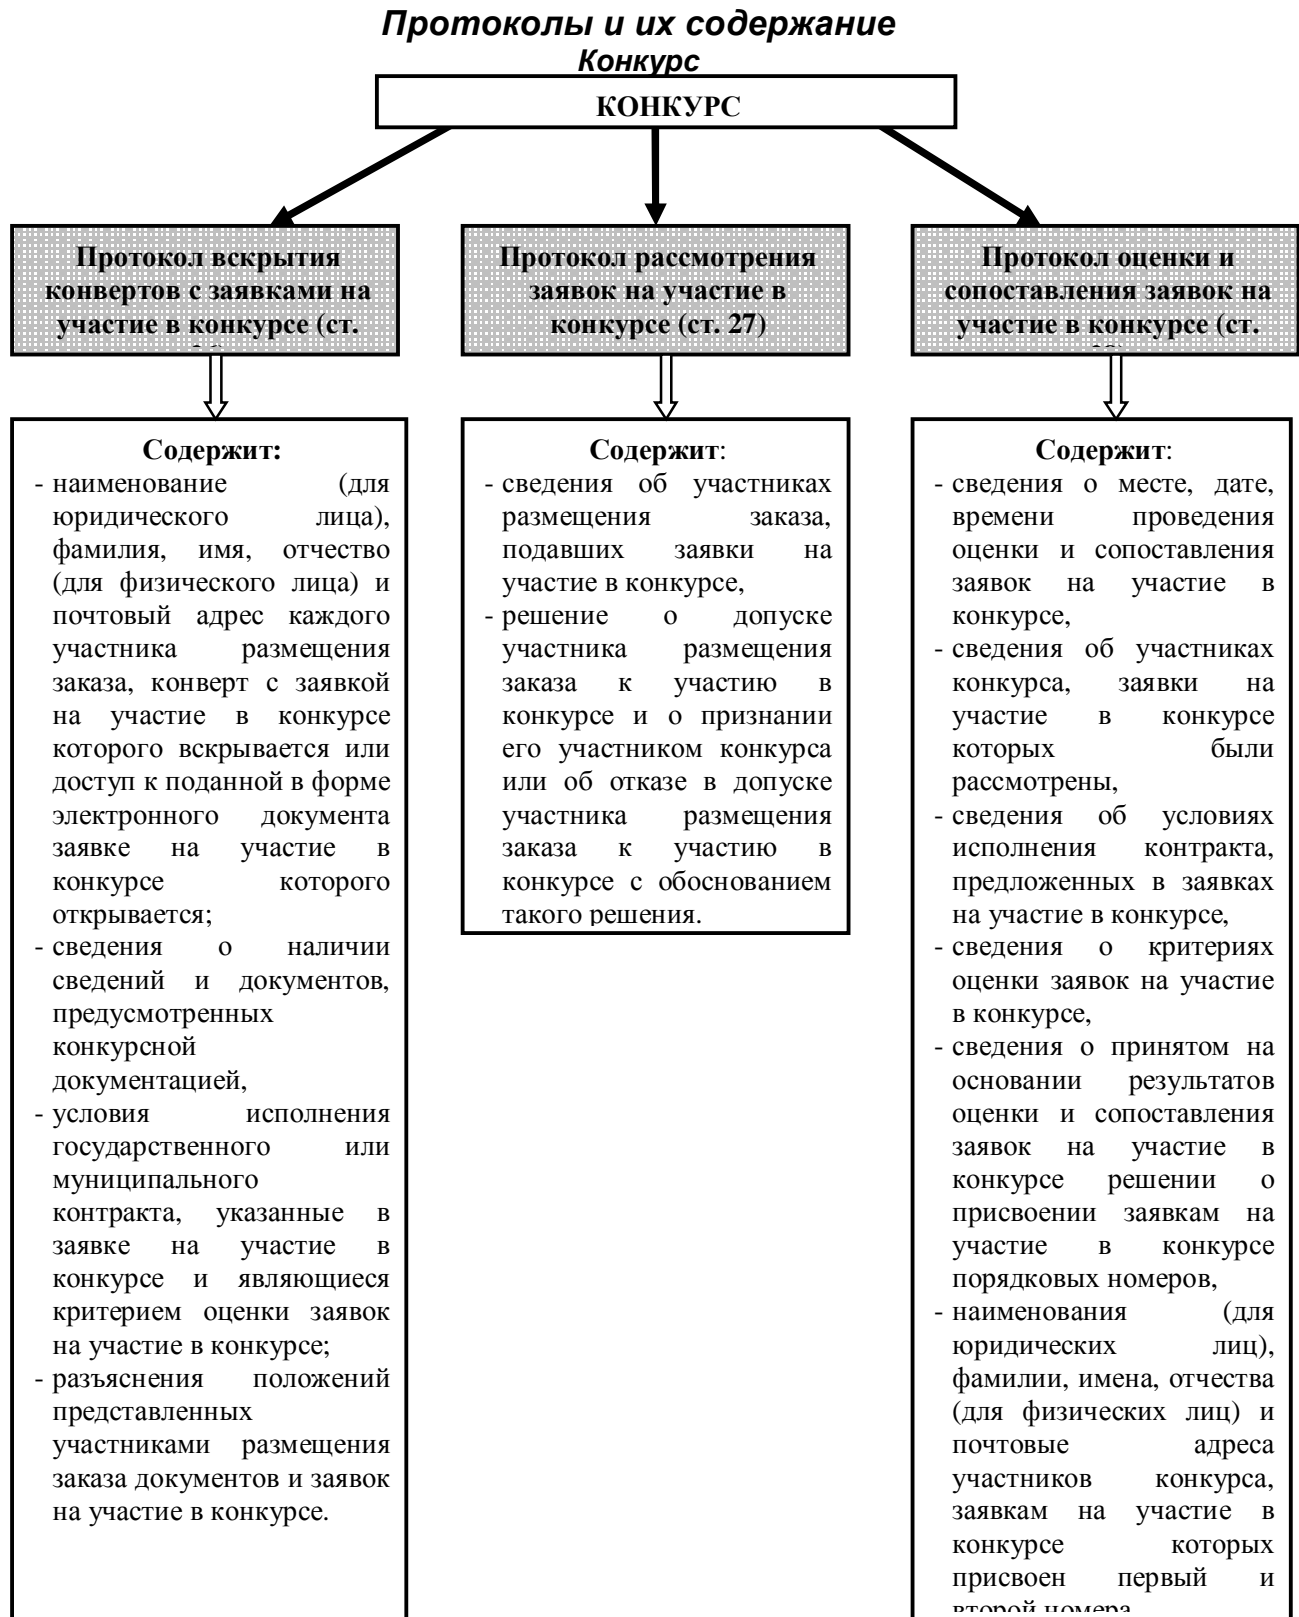 Протоколы и их содержание
Конкурс
КОНКУРС
Протокол вскрытия
конвертов с заявками на
участие в конкурсе (ст.
Протокол рассмотрения
заявок на участие в
конкурсе (ст. 27)
Протокол оценки и
сопоставления заявок на
участие в конкурсе (ст.
Содержит:
- наименование (для
юридического лица),
фамилия, имя, отчество
(для физического лица) и
почтовый адрес каждого
участника размещения
заказа, конверт с заявкой
на участие в конкурсе
которого вскрывается или
доступ к поданной в форме
электронного документа
заявке на участие в
конкурсе которого
открывается;
- сведения о наличии
сведений и документов,
предусмотренных
конкурсной
документацией,
- условия исполнения
государственного или
муниципального
контракта, указанные в
заявке на участие в
конкурсе и являющиеся
критерием оценки заявок
на участие в конкурсе;
- разъяснения положений
представленных
участниками размещения
заказа документов и заявок
на участие в конкурсе.
Содержит:
- сведения об участниках
размещения заказа,
подавших заявки на
участие в конкурсе,
- решение о допуске
участника размещения
заказа к участию в
конкурсе и о признании
его участником конкурса
или об отказе в допуске
участника размещения
заказа к участию в
конкурсе с обоснованием
такого решения.
Содержит:
- сведения о месте, дате,
времени проведения
оценки и сопоставления
заявок на участие в
конкурсе,
- сведения об участниках
конкурса, заявки на
участие в конкурсе
которых были
рассмотрены,
- сведения об условиях
исполнения контракта,
предложенных в заявках
на участие в конкурсе,
- сведения о критериях
оценки заявок на участие
в конкурсе,
- сведения о принятом на
основании результатов
оценки и сопоставления
заявок на участие в
конкурсе решении о
присвоении заявкам на
участие в конкурсе
порядковых номеров,
- наименования (для
юридических лиц),
фамилии, имена, отчества
(для физических лиц) и
почтовые адреса
участников конкурса,
заявкам на участие в
конкурсе которых
присвоен первый и
второй номера